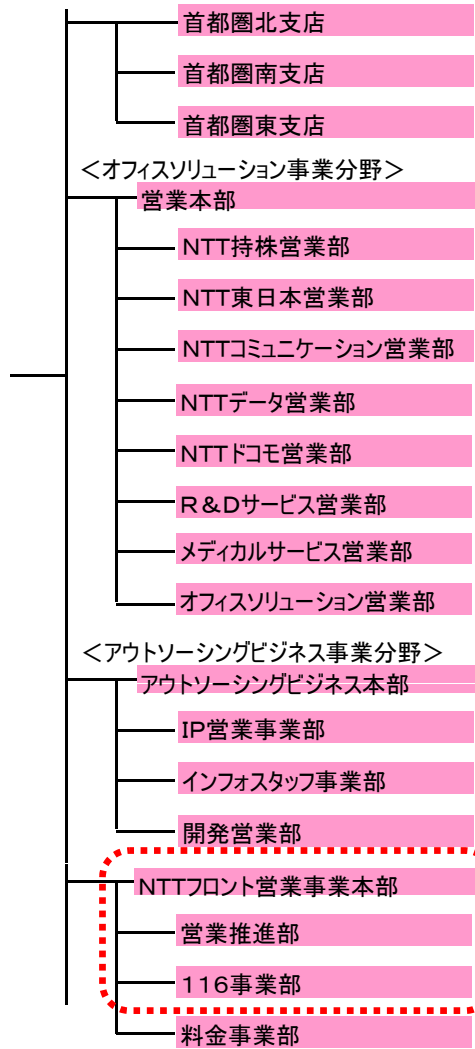 首都圏北支店
首都圏南支店
首都圏東支店
＜オフィスソリューション事業分野＞
営業本部
NTT持株営業部
NTT東日本営業部
NTTコミュニケーション営業部
NTTデータ営業部
NTTドコモ営業部
R＆Dサービス営業部
メディカルサービス営業部
オフィスソリューション営業部
＜アウトソーシングビジネス事業分野＞
アウトソーシングビジネス本部
IP営業事業部
インフォスタッフ事業部
開発営業部
NTTフロント営業事業本部
営業推進部
116事業部
料金事業部